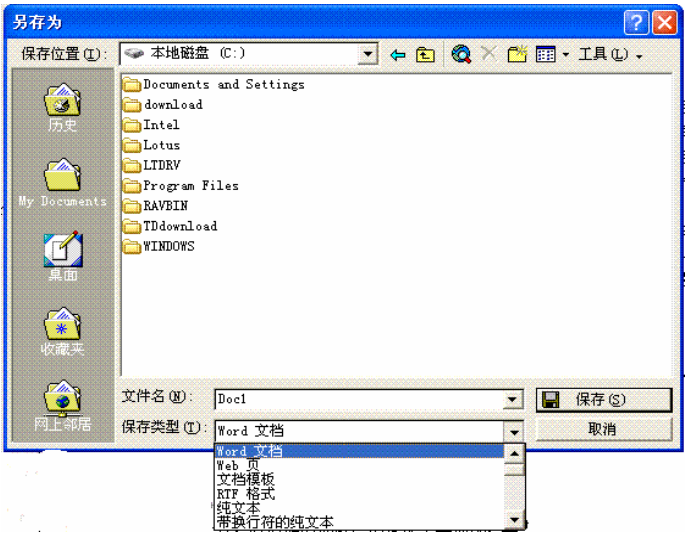 另存为
保存位置(I):
本地磁盘 (C:)
工具(L)
历史
My Documents
桌面
收藏夹
网上邻居
Documents and Settings
download
Intel
Lotus
LTDRV
Program Files
RAVBIN
TDdownload
WINDOWS
文件名(N):
Doc1
保存(S)
保存类型(T):
Word 文档
取消
Word 文档
Web 页
文档模板
RTF 格式
纯文本
带换行符的纯文本